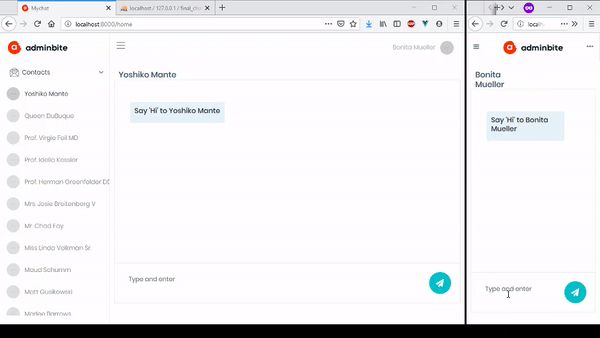 Mychat
localhost / 127.0.0.1 / final_cha
localhost:8000/home
localh
adminbite
Bonita Mueller
Contacts
Yoshiko Mante
Queen DuBuque
Prof. Virgie Feil MD
Prof. Idella Kessler
Prof. Herman Greenfelder DD
Mrs. Josie Breitenberg V
Mr. Chad Fay
Miss Linda Volkman Sr.
Maud Schumm
Matt Gusikowski
Marlee Barrows
Yoshiko Mante
Say 'Hi' to Yoshiko Mante
Type and enter
adminbite
Bonita
Mueller
Say 'Hi' to Bonita
Mueller
Type and enter